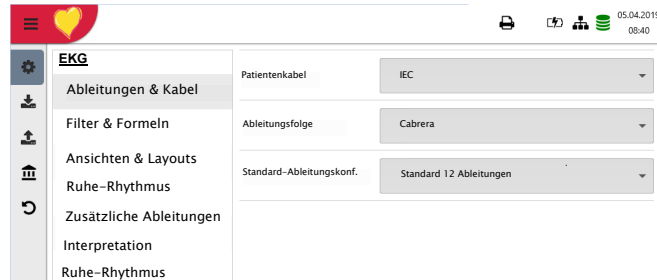 05.04.2019
08:40
EKG
Ableitungen & Kabel
Filter & Formeln
Ansichten & Layouts
Ruhe-Rhythmus
Zusätzliche Ableitungen
Interpretation
Ruhe-Rhythmus
Patientenkabel IEC
Ableitungsfolge Cabrera
Standard-Ableitungskonf. Standard 12 Ableitungen